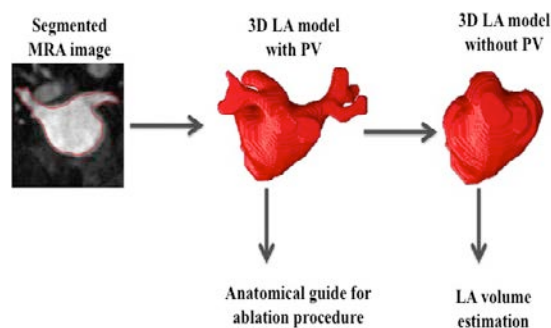 Segmented
MRA image
3D LA model
with PV
3D LA model
without PV
Anatomical guide for
ablation procedure
LA volume
estimation